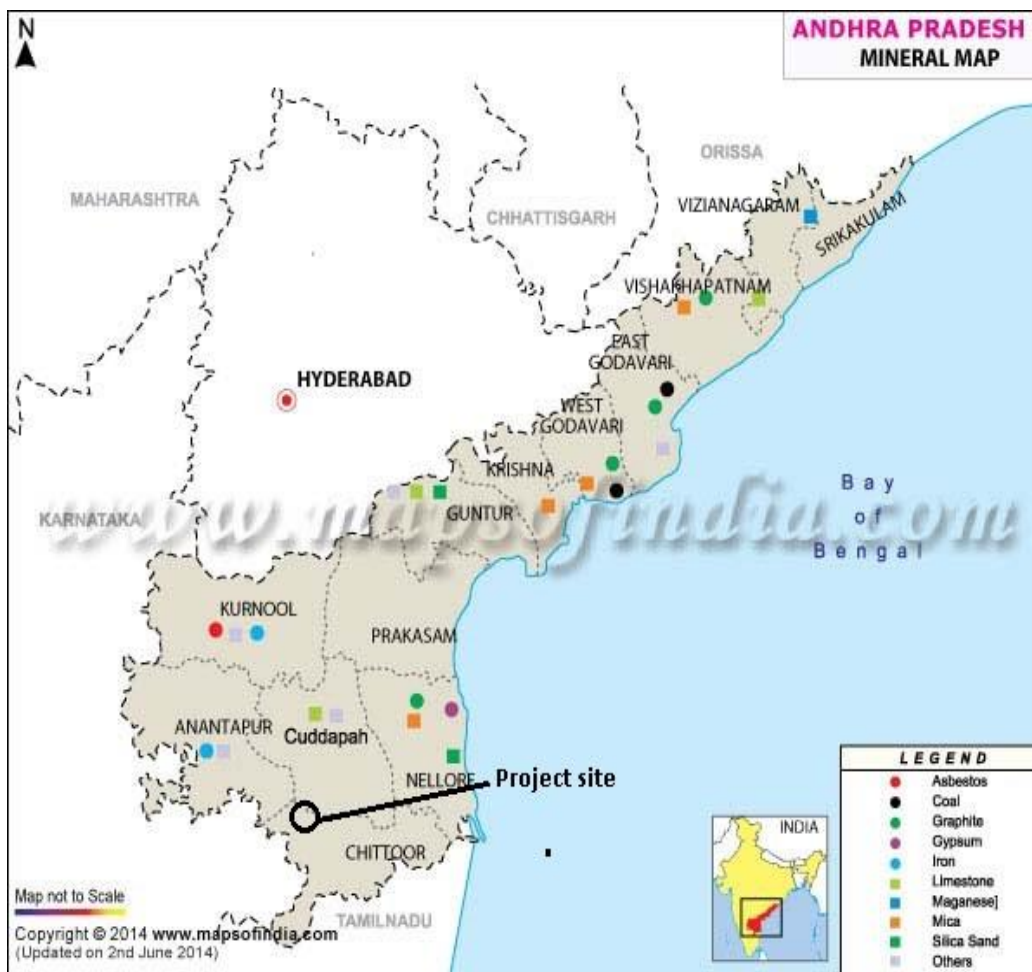 N
ANDHRA PRADESH
MINERAL MAP
ORISSA
MAHARASHTRA
CHHATTISGARH
VIZIANAGARAM
SRIKAKULAM
VISHAKHAPATNAM
EAST
GODAVARI
HYDERABAD
WEST
GODAVARI
KRISHNA
GUNTUR
KARNATAKA
www.mapsofindia.com
Bay
of
Bengal
KURNOOL
PRAKASAM
ANANTAPUR
Cuddapah
NELLORE
Project site
CHITTOOR
TAMILNADU
Map not to Scale
Copyright © 2014 www.mapsofindia.com
(Updated on 2nd June 2014)
INDIA
LEGEND
Asbestos
Coal
Graphite
Gypsum
Iron
Limestone
Maganese]
Mica
Silica Sand
Others